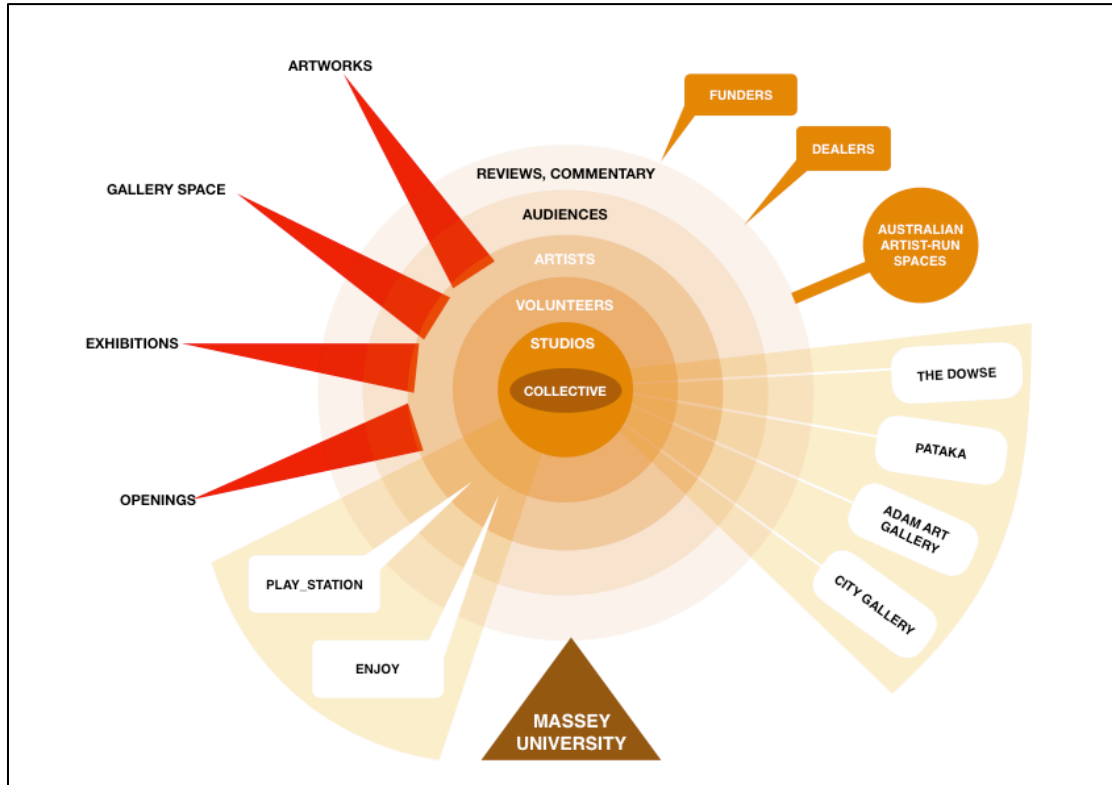 ARTWORKS
FUNDERS
DEALERS
REVIEWS, COMMENTARY
GALLERY SPACE
AUDIENCES
AUSTRALIAN
ARTIST-RUN
SPACES
ARTISTS
VOLUNTEERS
EXHIBITIONS
STUDIOS
COLLECTIVE
THE DOWSE
PATAKA
OPENINGS
ADAM ART
GALLERY
PLAY_STATION
CITY GALLERY
ENJOY
MASSEY
UNIVERSITY